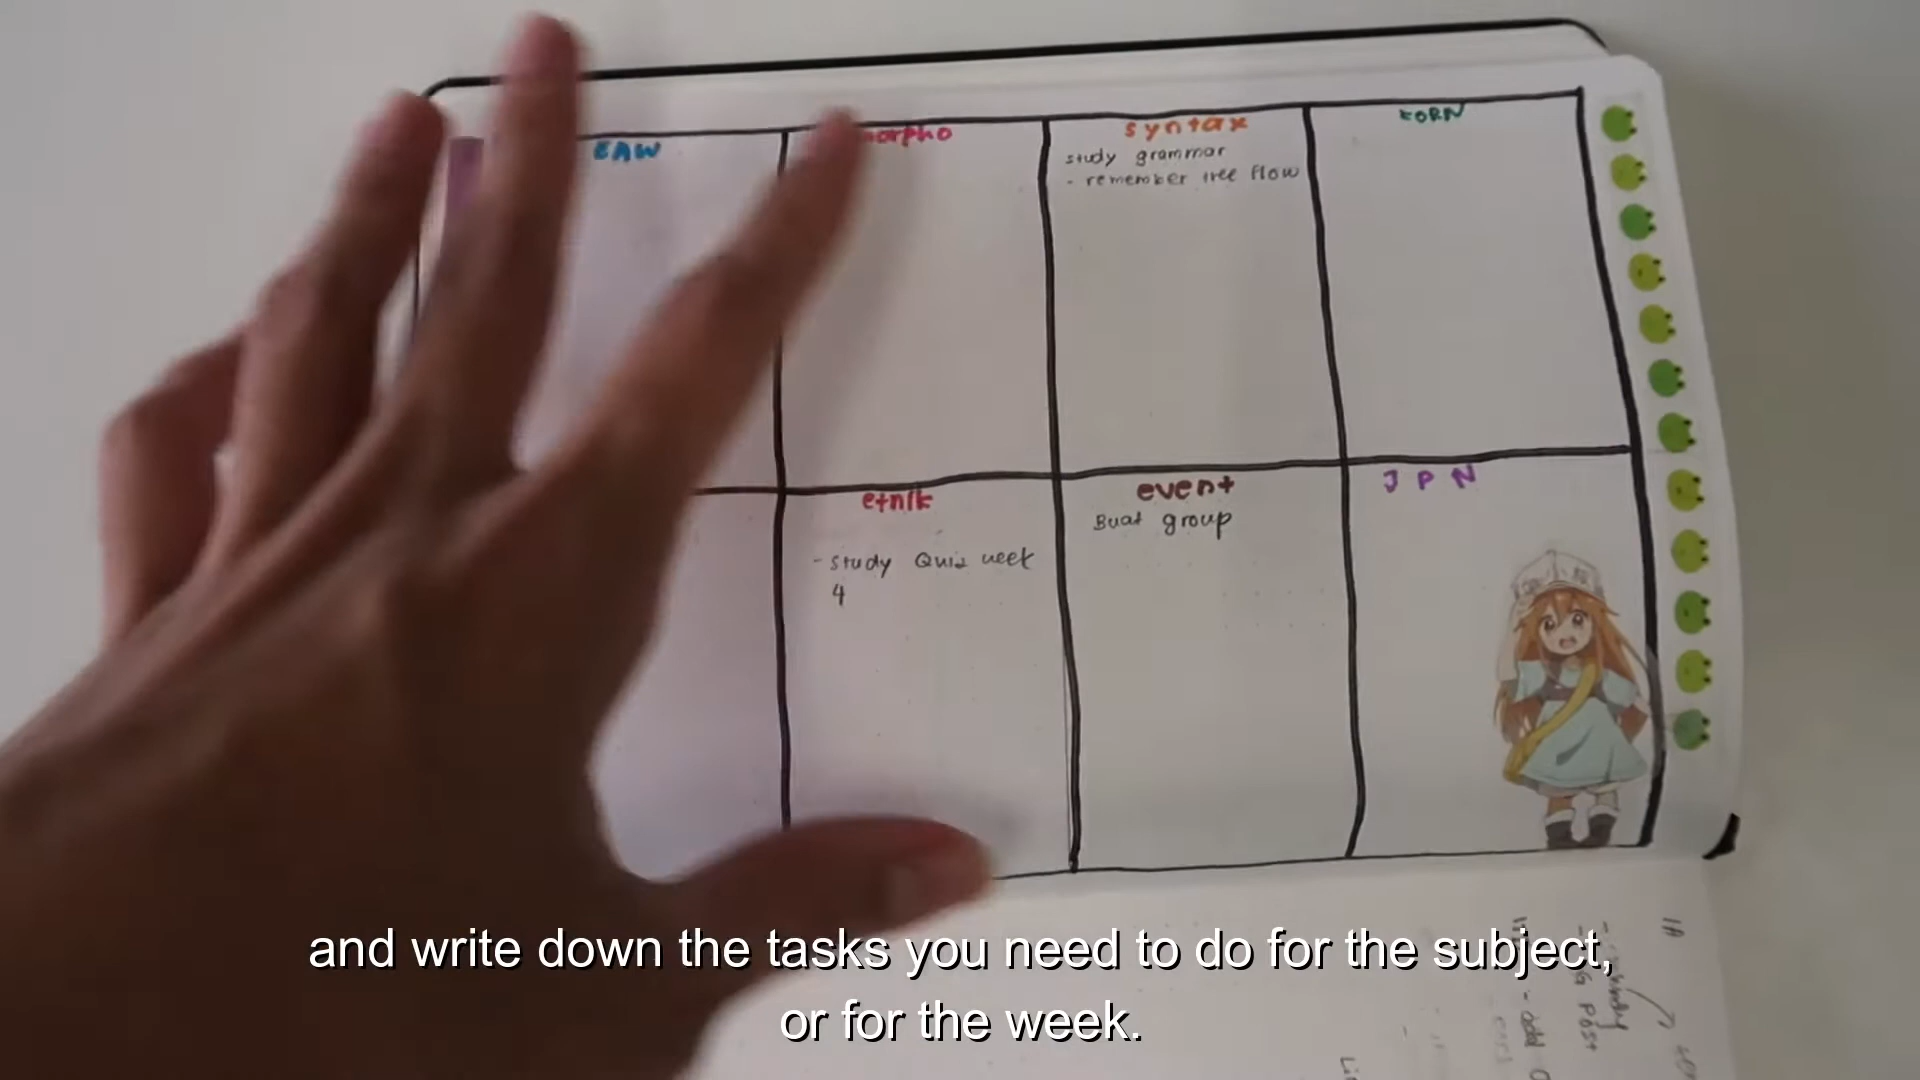 EAW
morpho
syntax
KORN
study grammar
- remember tree flow
etnik
event
J P N
- study Quiz week
4
Buat group
and write down the tasks you need to do for the subject,
or for the week.